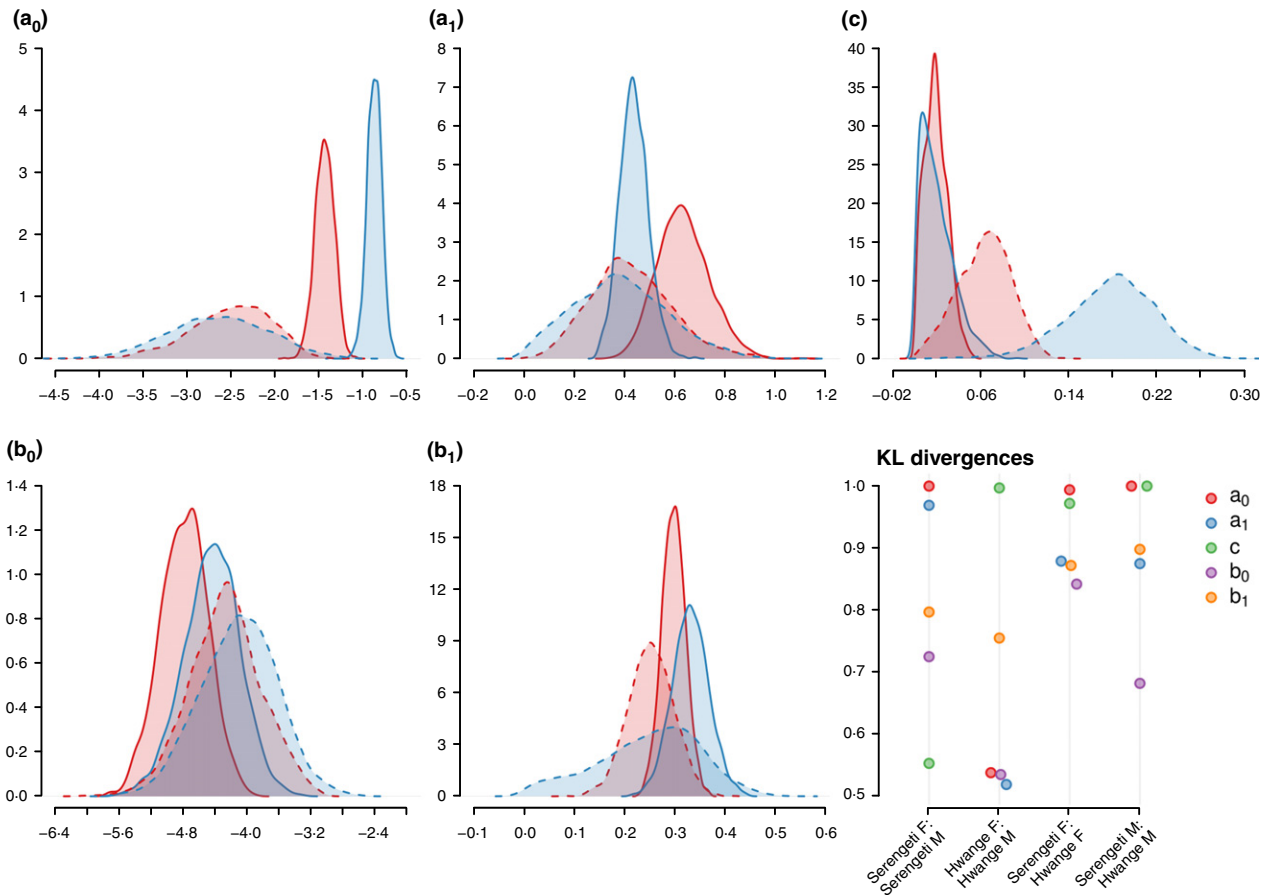 (a₀)
5
4
3
2
1
0
−4·5 −4·0 −3·5 −3·0 −2·5 −2·0 −1·5 −1·0 −0·5
(a₁)
8
7
6
5
4
3
2
1
0
−0·2 0·0 0·2 0·4 0·6 0·8 1·0 1·2
(c)
40
35
30
25
20
15
10
5
0
−0·02 0·06 0·14 0·22 0·30
(b₀)
1·4
1·2
1·0
0·8
0·6
0·4
0·2
0·0
−6·4 −5·6 −4·8 −4·0 −3·2 −2·4
(b₁)
18
15
12
9
6
3
0
−0·1 0·0 0·1 0·2 0·3 0·4 0·5 0·6
KL divergences
1·0
0·9
0·8
0·7
0·6
0·5
Serengeti F:
Serengeti M
Hwange F:
Hwange M
Serengeti F:
Hwange F
Serengeti M:
Hwange M
a₀
a₁
c
b₀
b₁